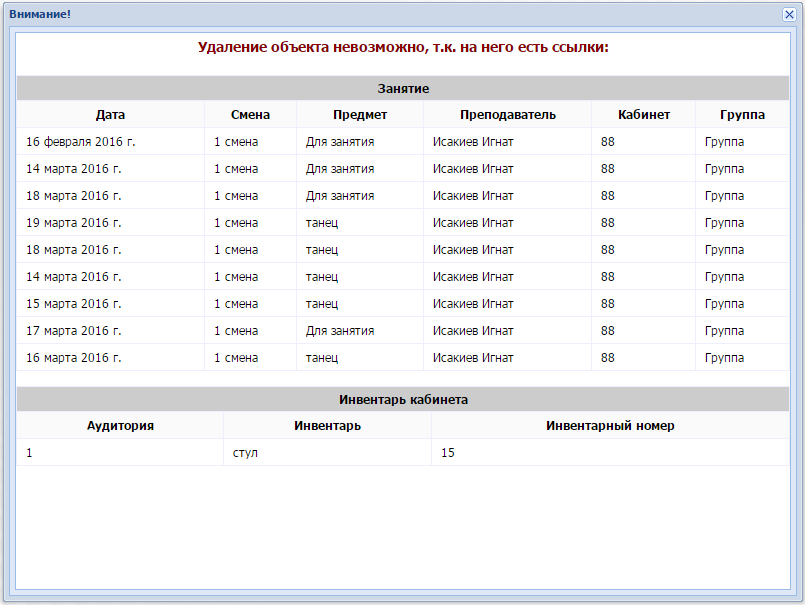 Внимание!
Удаление объекта невозможно, т.к. на него есть ссылки:
Занятие
Дата Смена Предмет Преподаватель Кабинет Группа
16 февраля 2016 г. 1 смена Для занятия Исакиев Игнат 88 Группа
14 марта 2016 г. 1 смена Для занятия Исакиев Игнат 88 Группа
18 марта 2016 г. 1 смена Для занятия Исакиев Игнат 88 Группа
19 марта 2016 г. 1 смена танец Исакиев Игнат 88 Группа
18 марта 2016 г. 1 смена танец Исакиев Игнат 88 Группа
14 марта 2016 г. 1 смена танец Исакиев Игнат 88 Группа
15 марта 2016 г. 1 смена танец Исакиев Игнат 88 Группа
17 марта 2016 г. 1 смена Для занятия Исакиев Игнат 88 Группа
16 марта 2016 г. 1 смена танец Исакиев Игнат 88 Группа
Инвентарь кабинета
Аудитория Инвентарь Инвентарный номер
1 стул 15